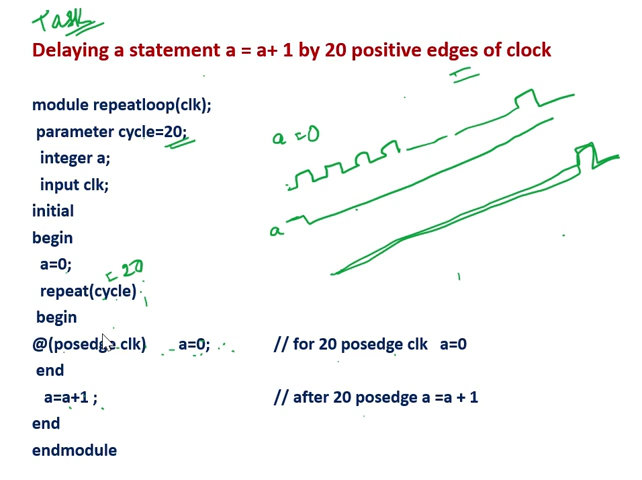 Task
Delaying a statement a = a+ 1 by 20 positive edges of clock
module repeatloop(clk);
parameter cycle=20;
a =0
integer a;
input clk;
initial
a
begin
a=0;
= 20
repeat(cycle)
begin
@(posedge clk) a=0; // for 20 posedge clk a=0
end
a=a+1 ; // after 20 posedge a =a + 1
end
endmodule